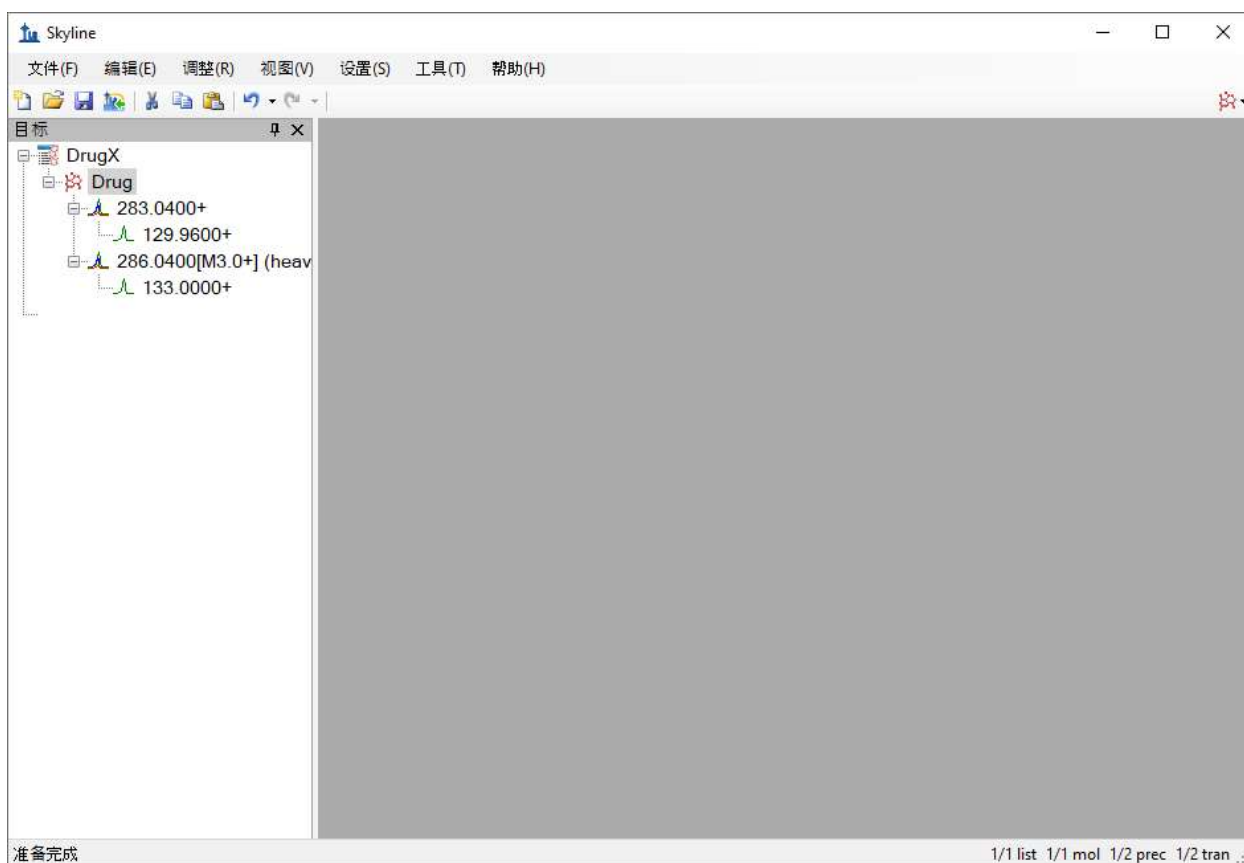 Skyline
文件(F) 编辑(E) 调整(R) 视图(V) 设置(S) 工具(T) 帮助(H)
目标
DrugX
Drug
283.0400+
129.9600+
286.0400[M3.0+] (heav
133.0000+
准备完成 1/1 list 1/1 mol 1/2 prec 1/2 tran